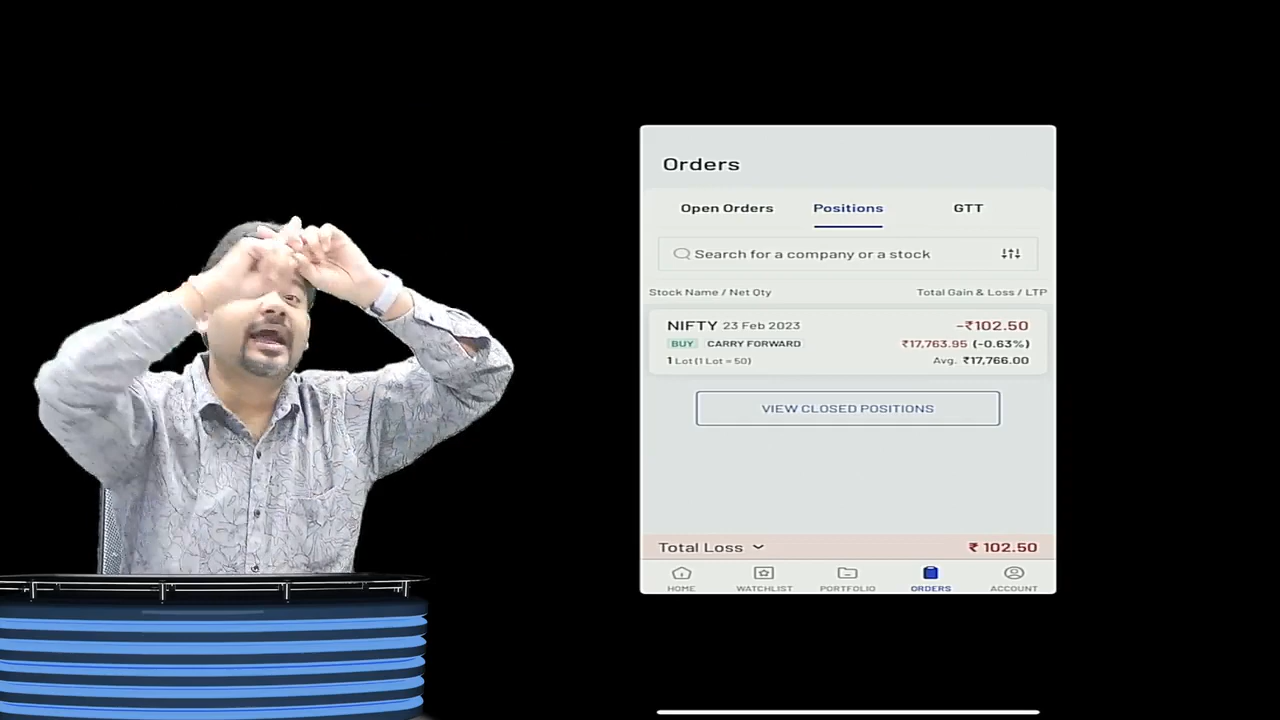 Orders
Open Orders Positions GTT
Search for a company or a stock
Stock Name / Net Qty Total Gain & Loss / LTP
NIFTY 23 Feb 2023 -₹102.50
BUY CARRY FORWARD ₹17,763.95 (-0.63%)
1 Lot (1 Lot = 50) Avg. ₹17,766.00
VIEW CLOSED POSITIONS
Total Loss ₹ 102.50
HOME WATCHLIST PORTFOLIO ORDERS ACCOUNT